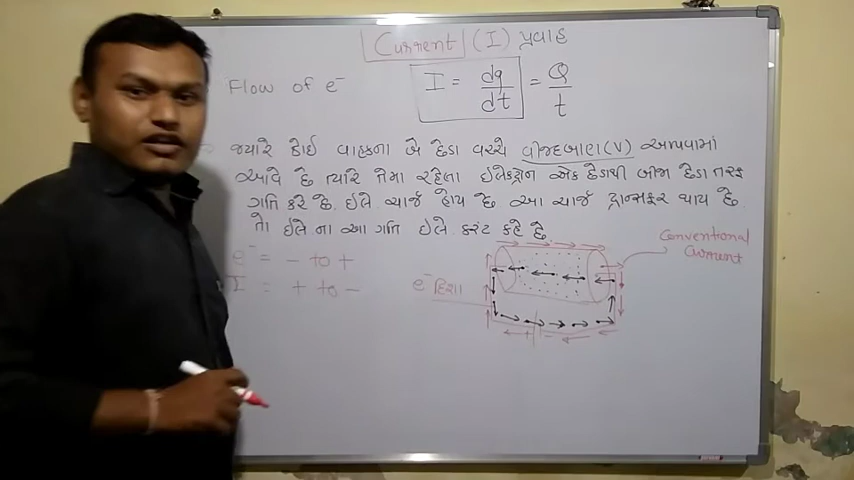 Current (I) પ્રવાહ
Flow of e⁻
I = dq/dt = Q/t
જ્યારે કોઈ વાહકના બે છેડા વચ્ચે વીજદબાણ (V) આપવામાં
આવે છે ત્યારે તેમા રહેલા ઈલેક્ટ્રોન એક છેડાથી બીજા છેડા તરફ
ગતિ કરે છે. ઈલે. ચાર્જ હોય છે આ ચાર્જ ટ્રાન્સફર થાય છે.
તો ઈલે ના આ ગતિ ઈલે. કરંટ કહે છે
e⁻ = - to +
I = + to -
e⁻ દિશા
Conventional
Current
+ -